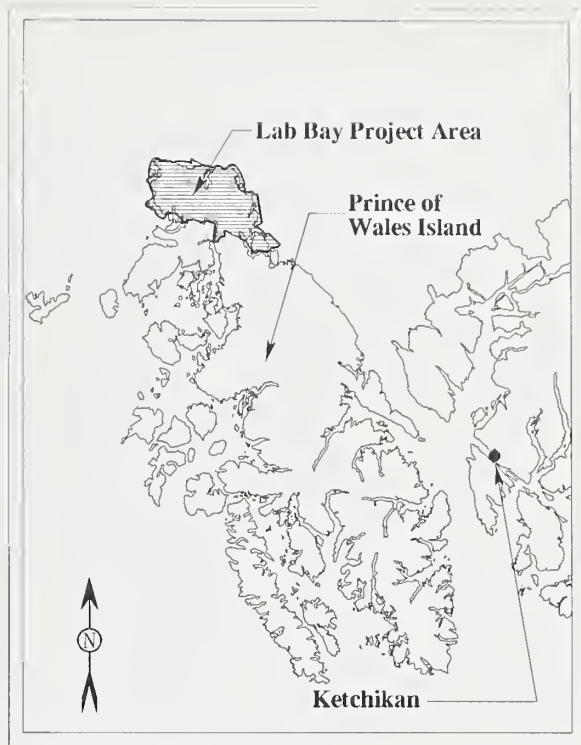 Lab Bay Project Area
Prince of
Wales Island
N
Ketchikan